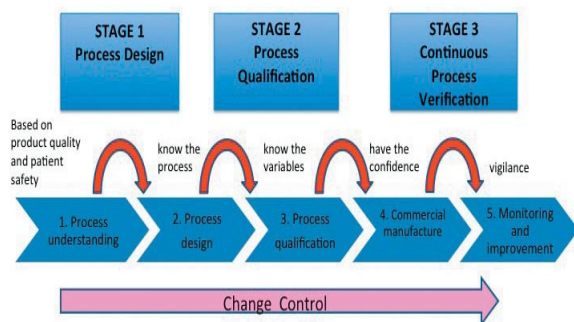 STAGE 1
Process Design
STAGE 2
Process
Qualification
STAGE 3
Continuous
Process
Verification
Based on
product quality
and patient
safety
know the
process
know the
variables
have the
confidence
vigilance
1. Process
understanding
2. Process
design
3. Process
qualification
4. Commercial
manufacture
5. Monitoring
and
improvement
Change Control